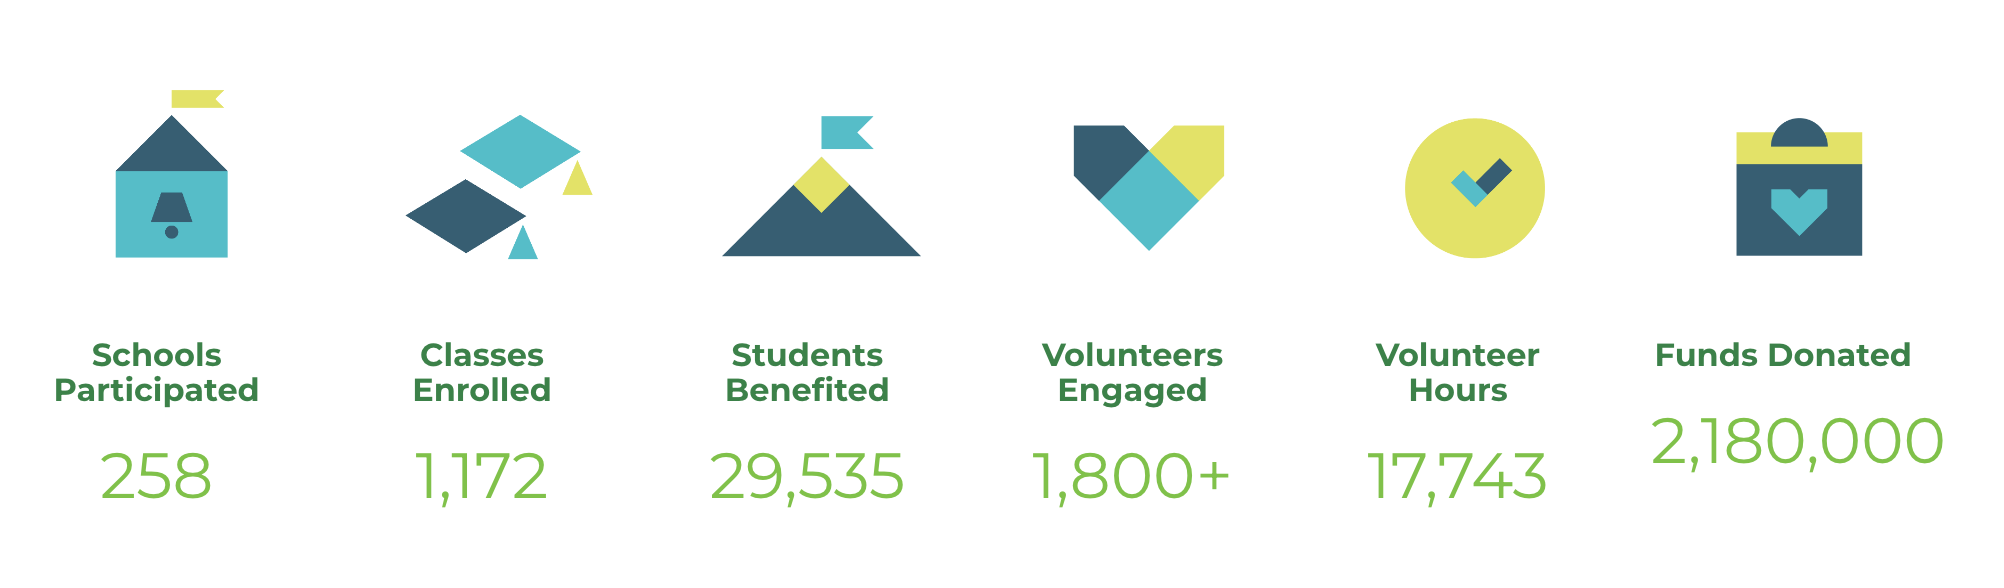 Schools
Participated
258
Classes
Enrolled
1,172
Students
Benefited
29,535
Volunteers
Engaged
1,800+
Volunteer
Hours
17,743
Funds Donated
2,180,000